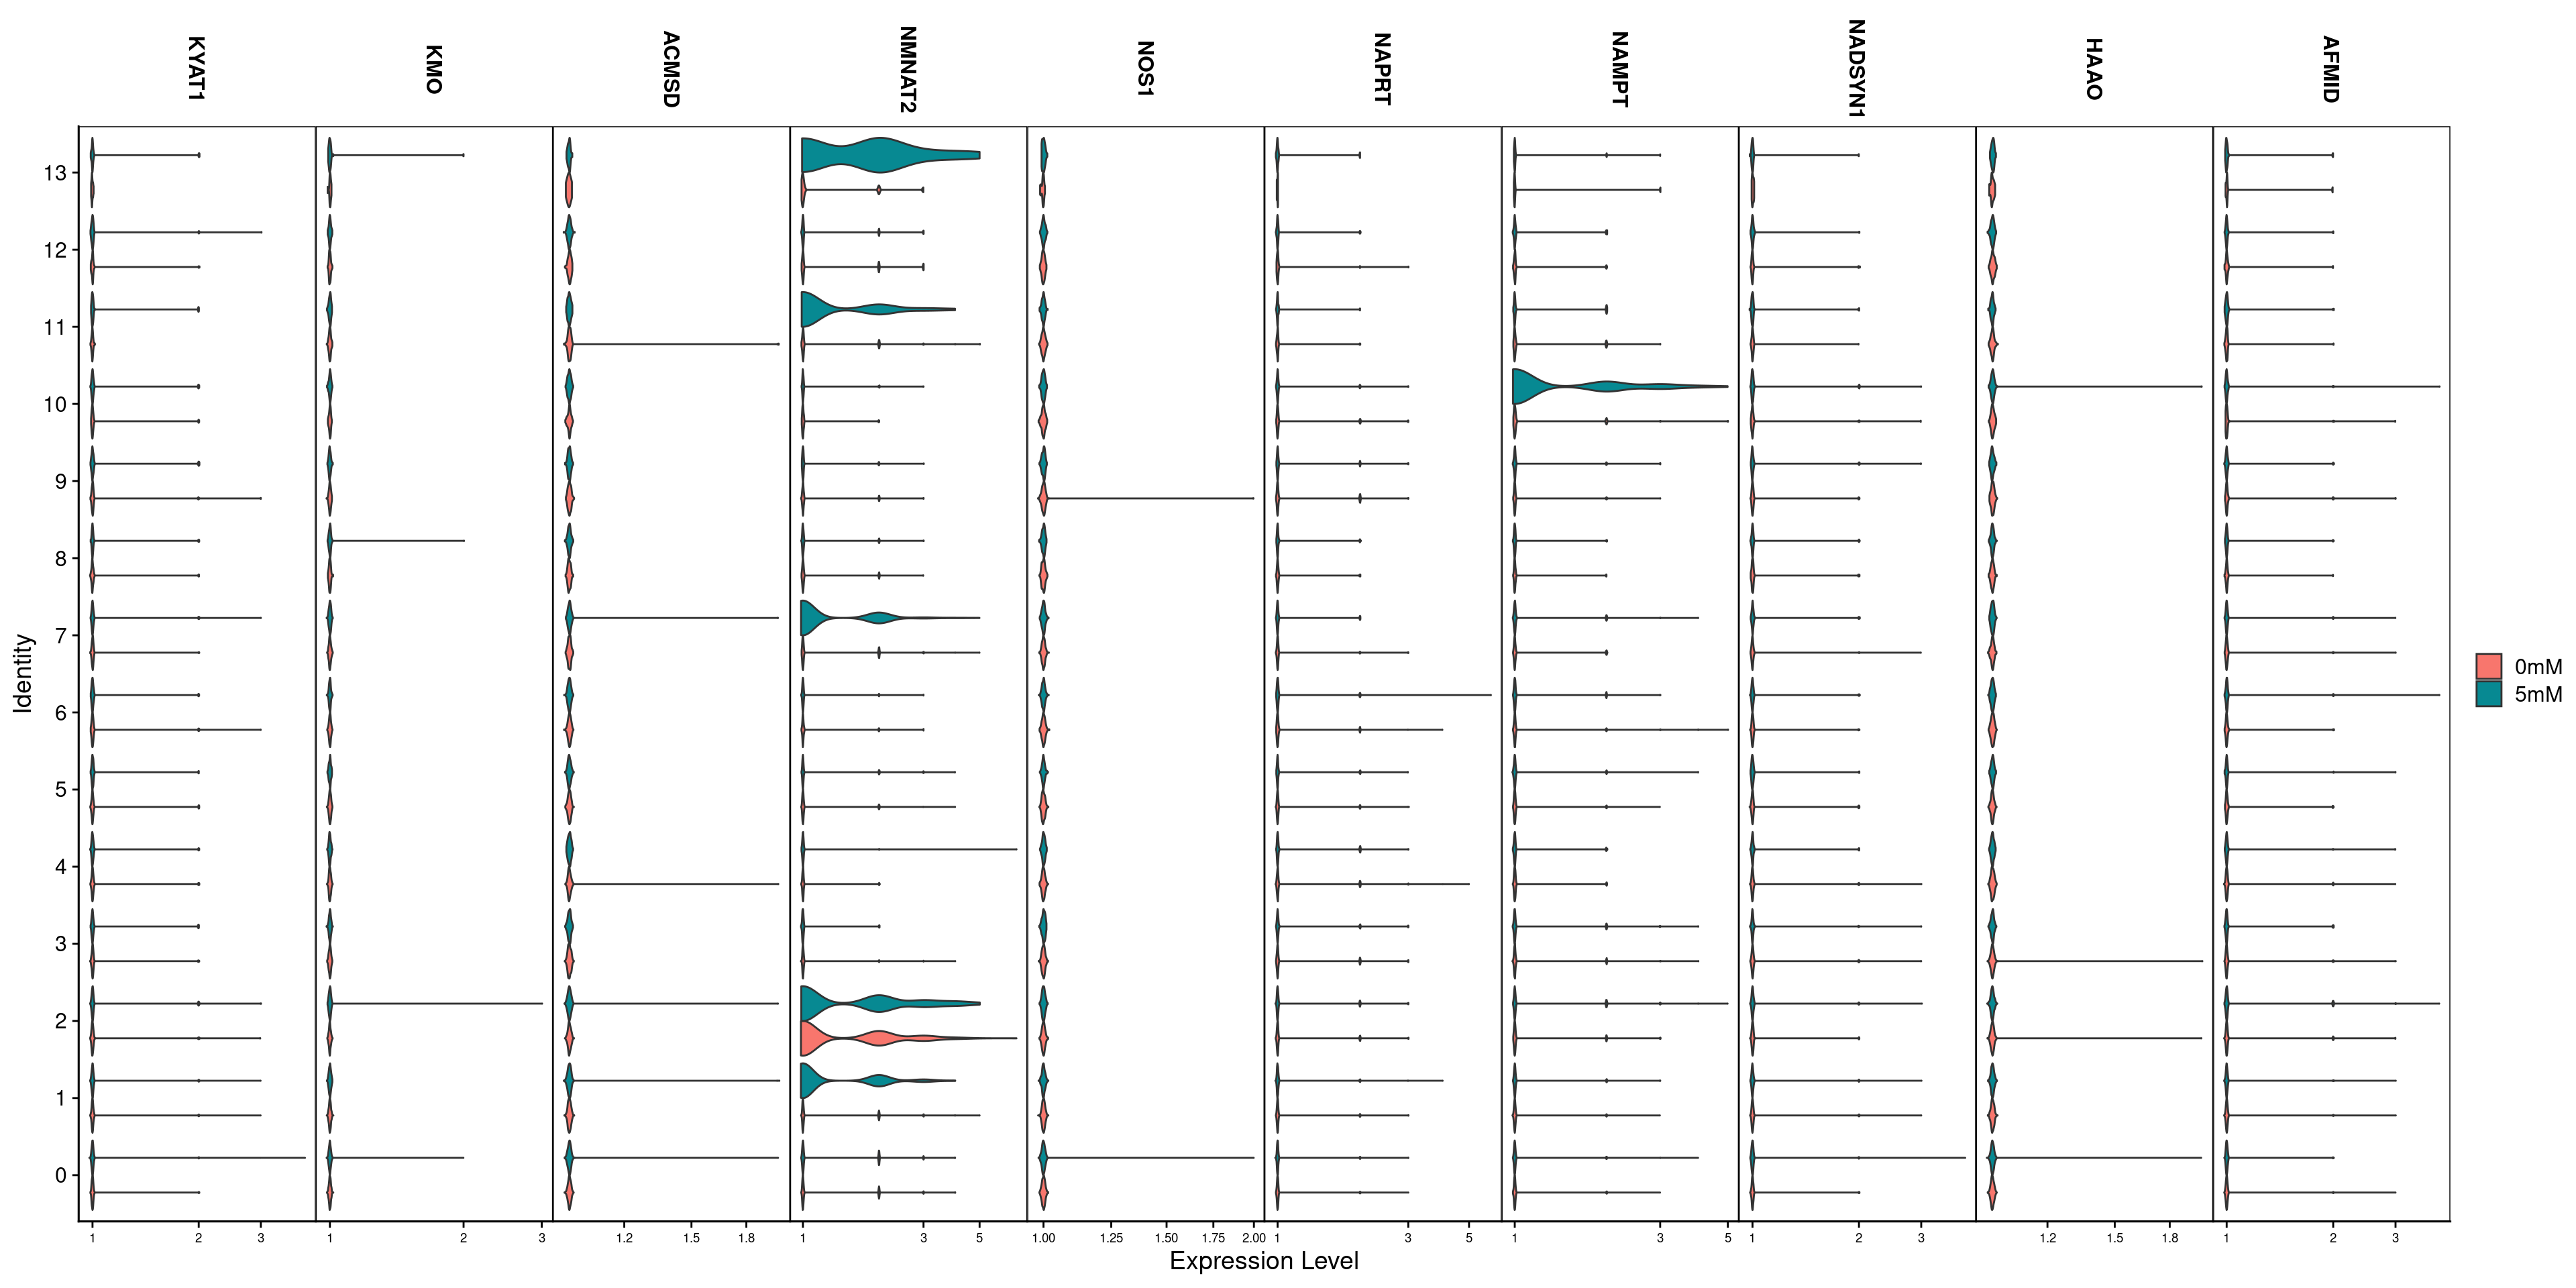 KYAT1
KMO
ACMSD
NMNAT2
NOS1
NAPRT
NAMPT
NADSYN1
HAAO
AFMID
13
12
11
10
9
8
7
6
5
4
3
2
1
0
Identity
1 2 3
1 2 3
1.2 1.5 1.8
1 3 5
1.00 1.25 1.50 1.75 2.00
1 3 5
1 3 5
1 2 3
1.2 1.5 1.8
1 2 3
Expression Level
0mM
5mM